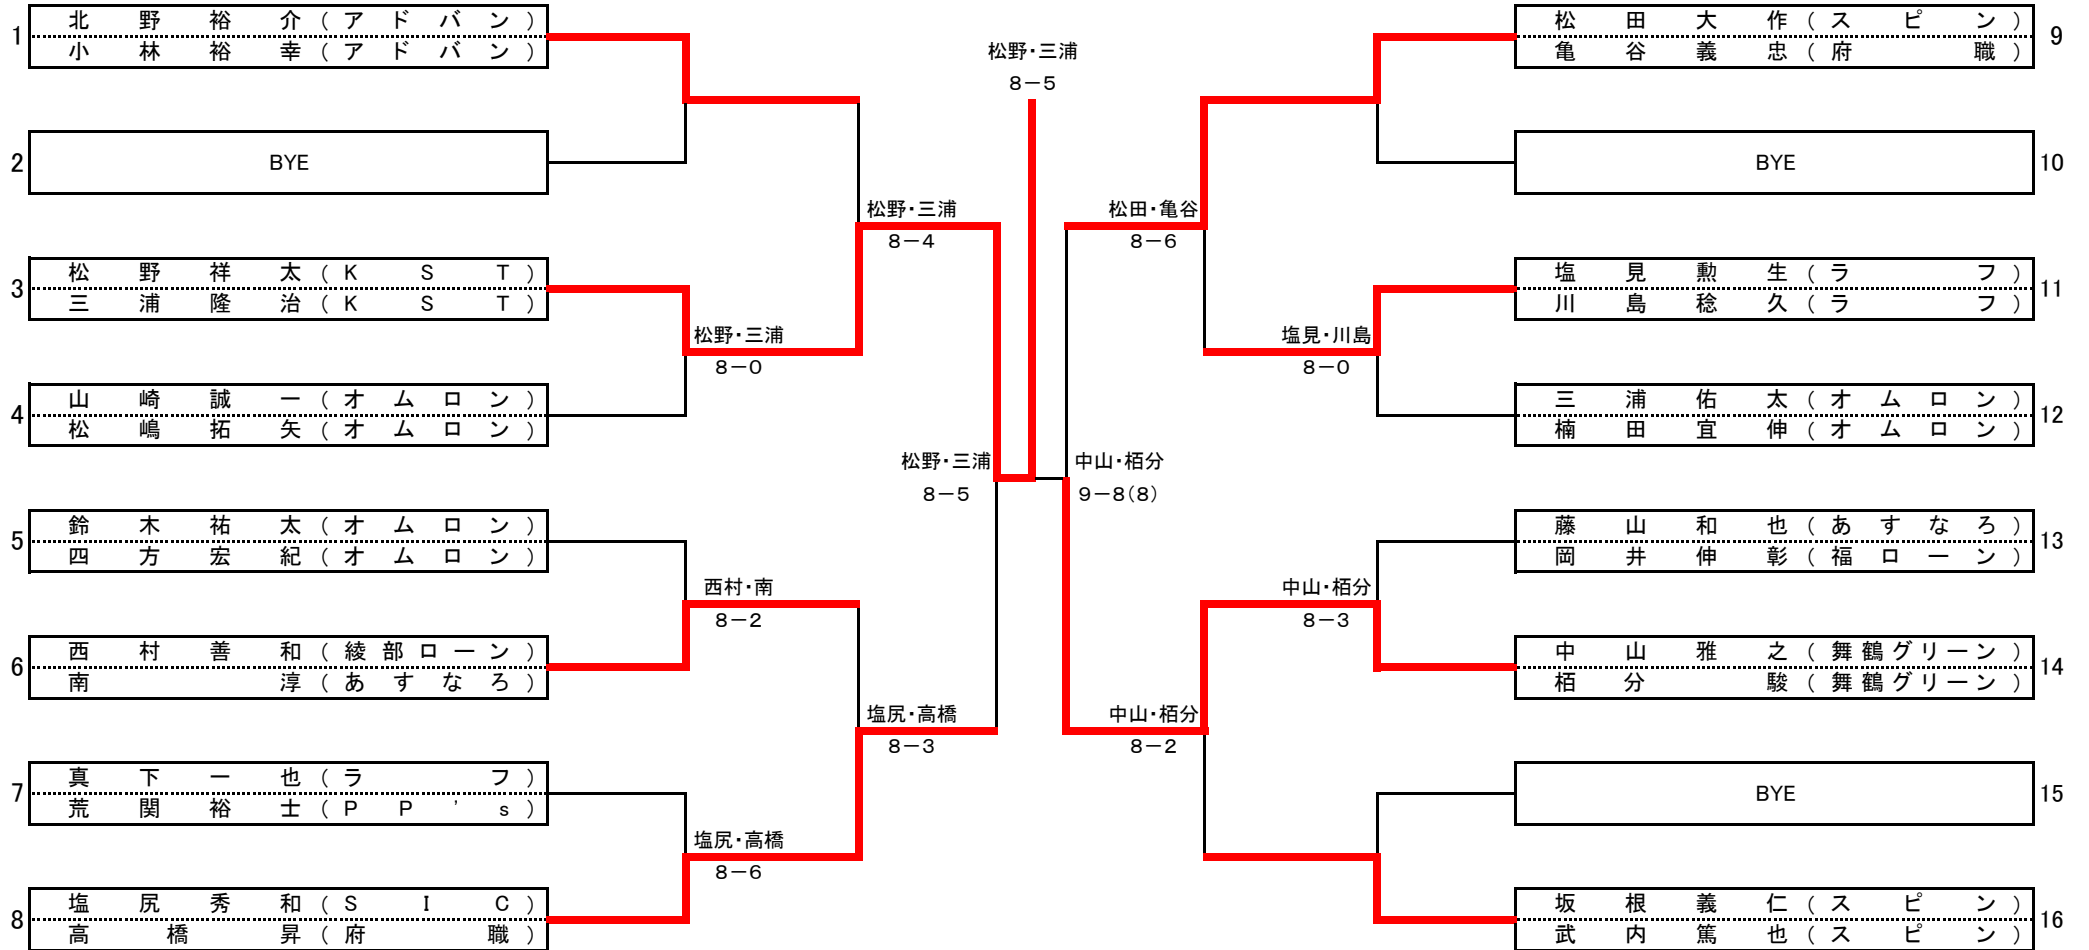 1
北野裕介(アドバン)
小林裕幸(アドバン)
2
BYE
3
松野祥太(KST)
三浦隆治(KST)
4
山崎誠一(オムロン)
松嶋拓矢(オムロン)
5
鈴木祐太(オムロン)
四方宏紀(オムロン)
6
西村善和(綾部ローン)
南淳(あすなろ)
7
真下一也(ラフ)
荒関裕士(PP's)
8
塩尻秀和(SIC)
高橋昇(府職)
松野・三浦
8-0
西村・南
8-2
塩尻・高橋
8-6
松野・三浦
8-4
塩尻・高橋
8-3
松野・三浦
8-5
松野・三浦
8-5
中山・栢分
9-8(8)
松田・亀谷
8-6
中山・栢分
8-2
塩見・川島
8-0
中山・栢分
8-3
松田大作(スピン)
亀谷義忠(府職)
9
BYE
10
塩見勲生(ラフ)
川島稔久(ラフ)
11
三浦佑太(オムロン)
楠田宜伸(オムロン)
12
藤山和也(あすなろ)
岡井伸彰(福ローン)
13
中山雅之(舞鶴グリーン)
栢分駿(舞鶴グリーン)
14
BYE
15
坂根義仁(スピン)
武内篤也(スピン)
16